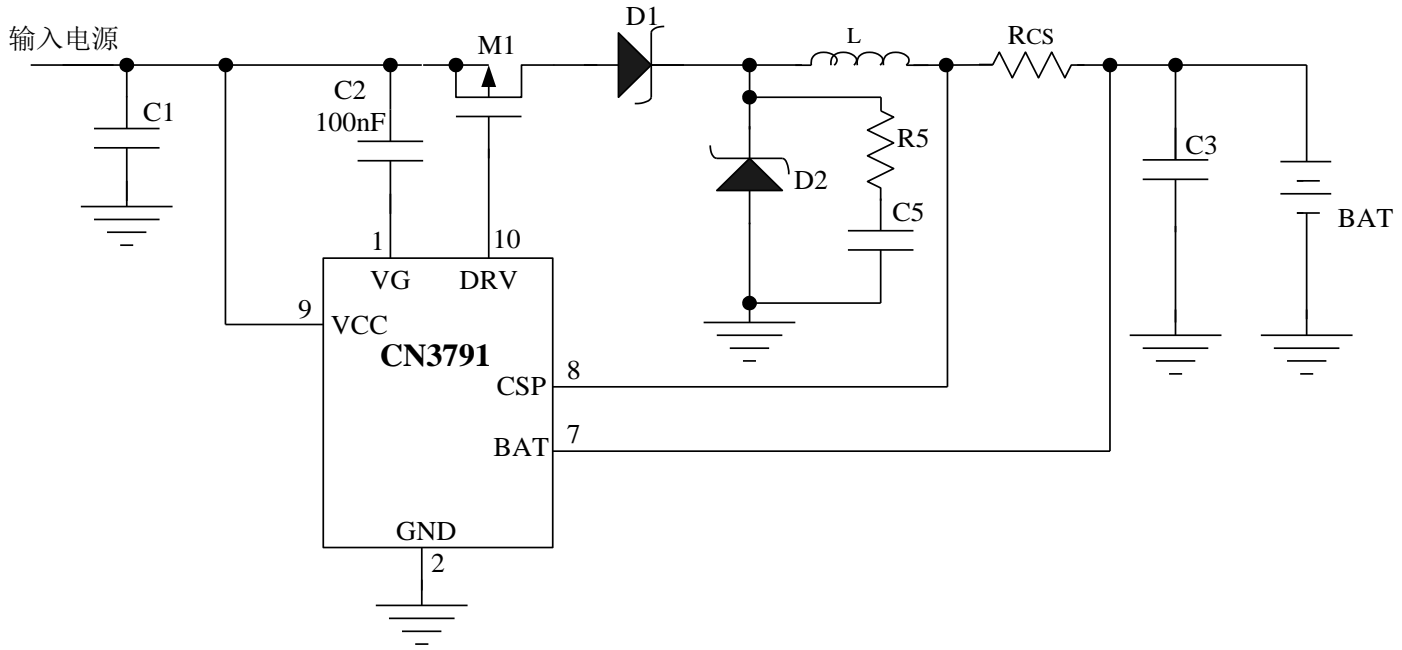 输入电源
C1
C2
100nF
M1
D1
L
RCS
R5
D2
C5
C3
BAT
1
10
VG
DRV
9
VCC
CN3791
CSP
8
BAT
7
GND
2